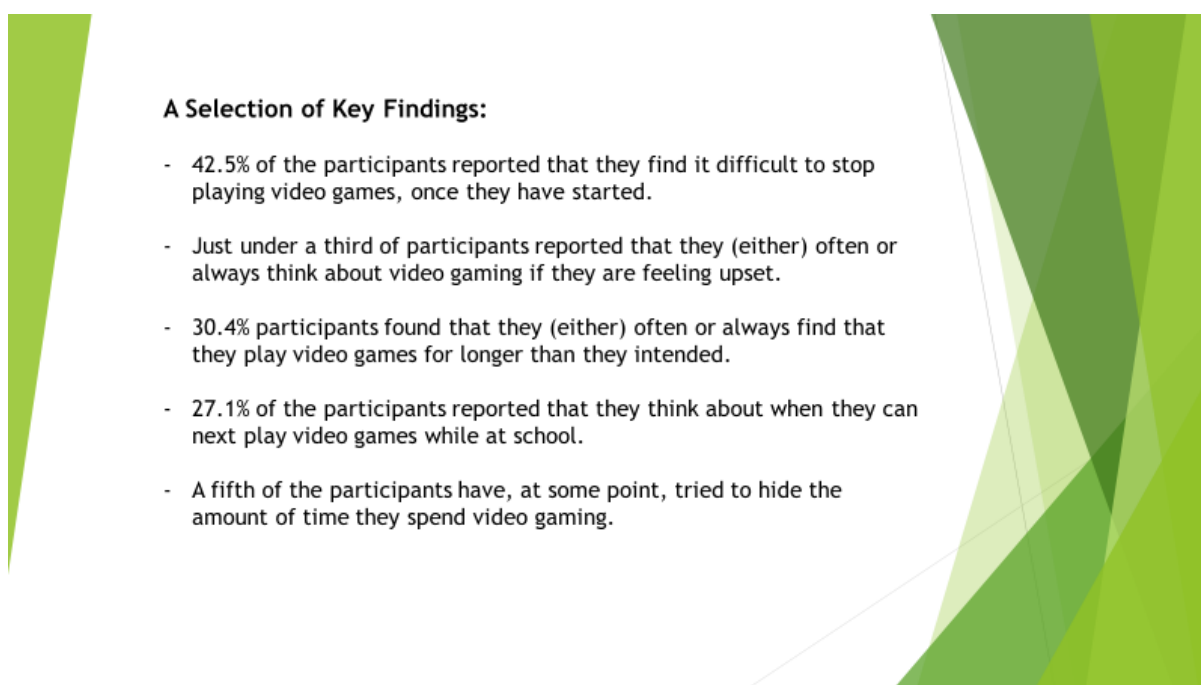 A Selection of Key Findings:
- 42.5% of the participants reported that they find it difficult to stop
playing video games, once they have started.
- Just under a third of participants reported that they (either) often or
always think about video gaming if they are feeling upset.
- 30.4% participants found that they (either) often or always find that
they play video games for longer than they intended.
- 27.1% of the participants reported that they think about when they can
next play video games while at school.
- A fifth of the participants have, at some point, tried to hide the
amount of time they spend video gaming.